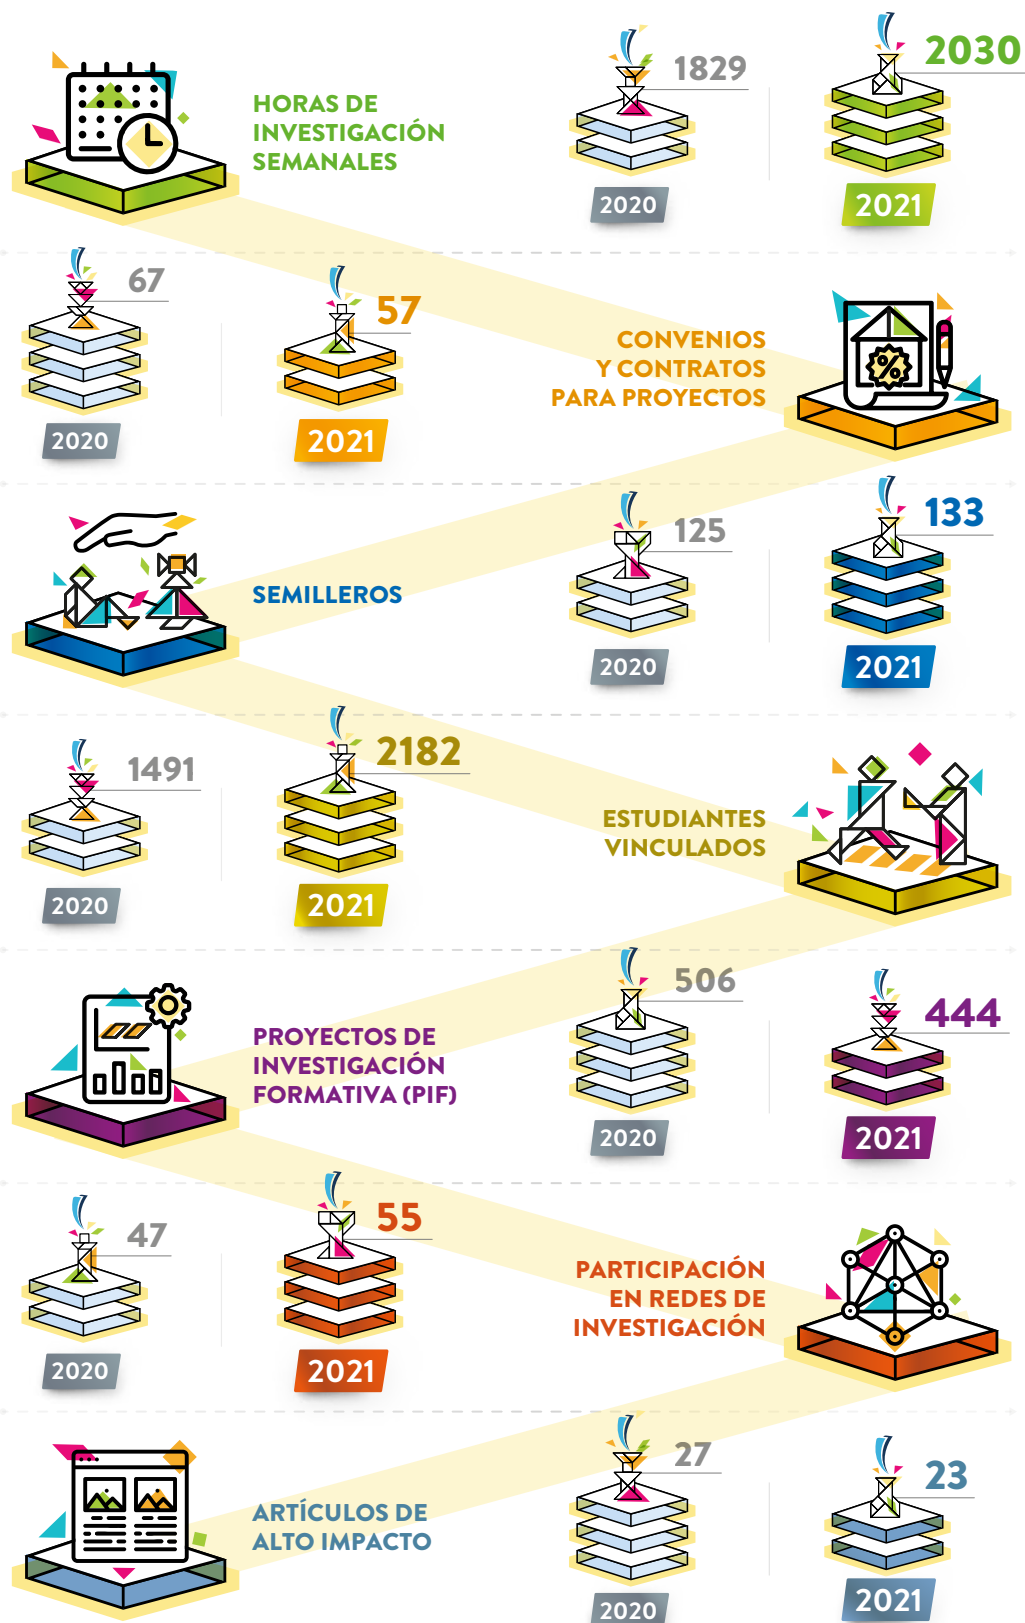 HORAS DE
INVESTIGACIÓN
SEMANALES
1829
2020
2030
2021
67
2020
57
2021
CONVENIOS
Y CONTRATOS
PARA PROYECTOS
%
SEMILLEROS
125
2020
133
2021
1491
2020
2182
2021
ESTUDIANTES
VINCULADOS
PROYECTOS DE
INVESTIGACIÓN
FORMATIVA (PIF)
506
2020
444
2021
47
2020
55
2021
PARTICIPACIÓN
EN REDES DE
INVESTIGACIÓN
ARTÍCULOS DE
ALTO IMPACTO
27
2020
23
2021